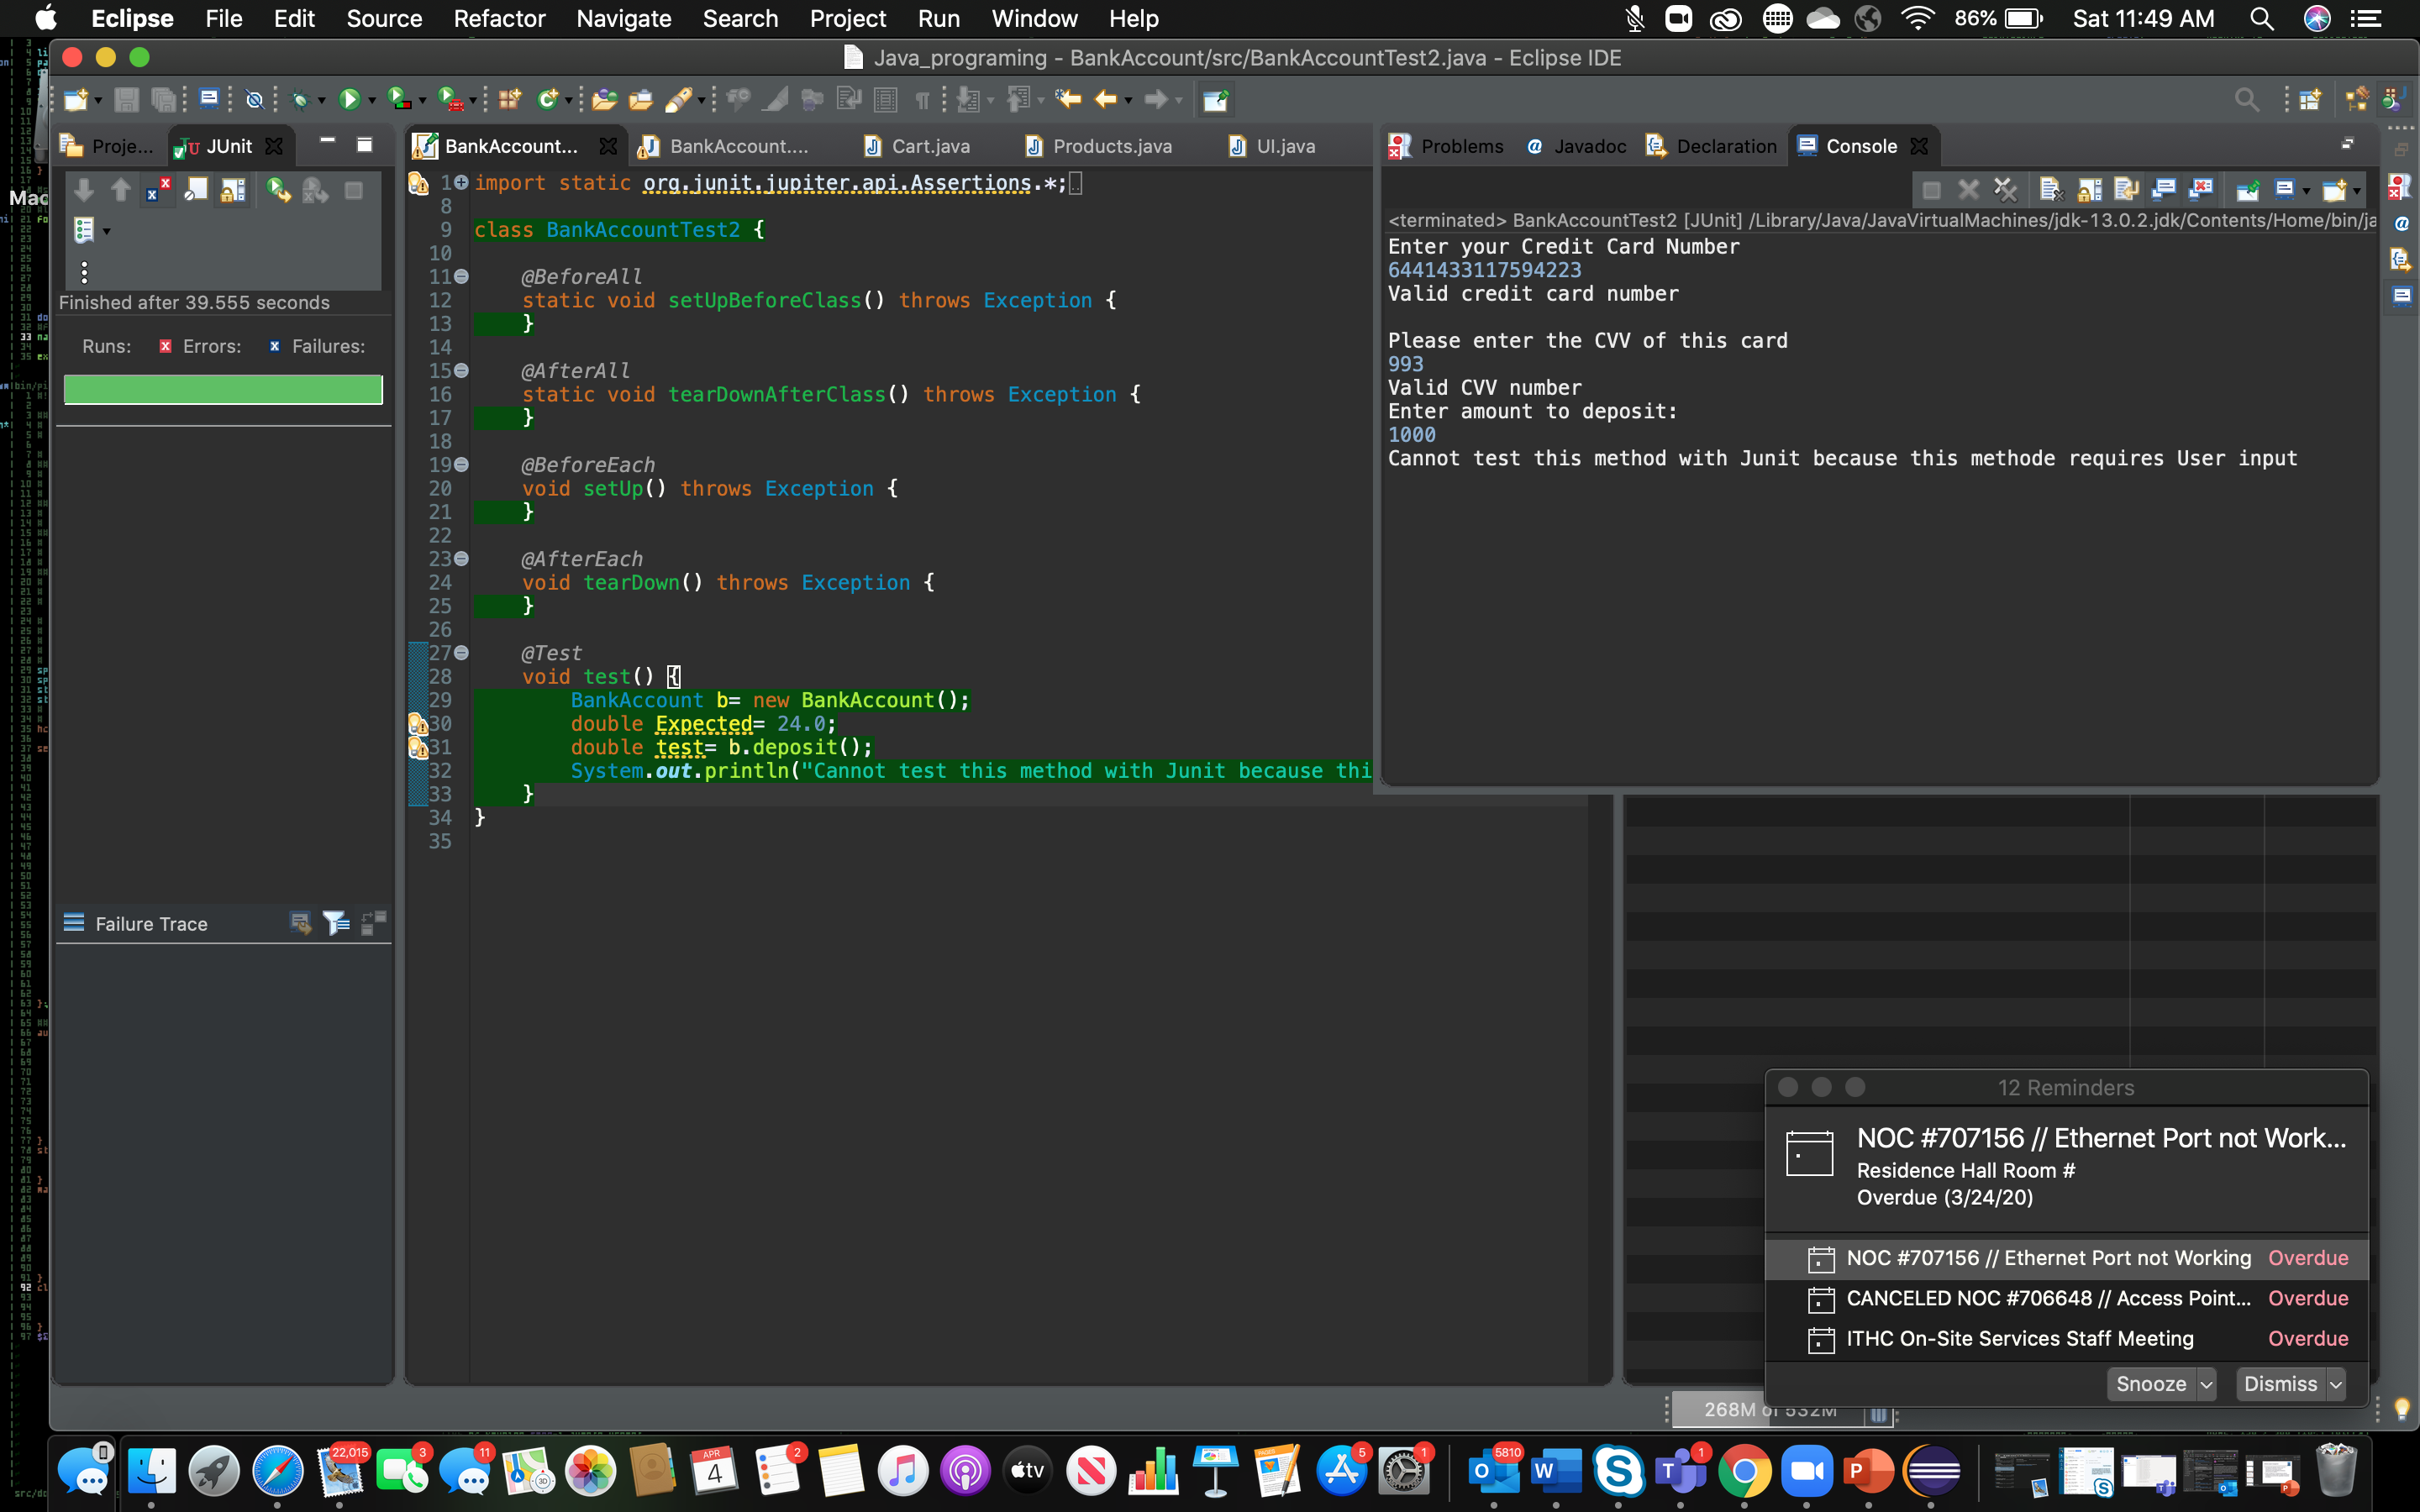 Eclipse File Edit Source Refactor Navigate Search Project Run Window Help 86% Sat 11:49 AM
Java_programing - BankAccount/src/BankAccountTest2.java - Eclipse IDE
Proje... JUnit
Finished after 39.555 seconds
Runs: Errors: Failures:
Failure Trace
BankAccount... BankAccount.... Cart.java Products.java UI.java
1 import static org.junit.jupiter.api.Assertions.*;
8
9 class BankAccountTest2 {
10
11 @BeforeAll
12 static void setUpBeforeClass() throws Exception {
13 }
14
15 @AfterAll
16 static void tearDownAfterClass() throws Exception {
17 }
18
19 @BeforeEach
20 void setUp() throws Exception {
21 }
22
23 @AfterEach
24 void tearDown() throws Exception {
25 }
26
27 @Test
28 void test() {
29 BankAccount b= new BankAccount();
30 double Expected= 24.0;
31 double test= b.deposit();
32 System.out.println("Cannot test this method with Junit because thi
33 }
34 }
35
Problems Javadoc Declaration Console
<terminated> BankAccountTest2 [JUnit] /Library/Java/JavaVirtualMachines/jdk-13.0.2.jdk/Contents/Home/bin/ja
Enter your Credit Card Number
6441433117594223
Valid credit card number
Please enter the CVV of this card
993
Valid CVV number
Enter amount to deposit:
1000
Cannot test this method with Junit because this methode requires User input
12 Reminders
NOC #707156 // Ethernet Port not Work...
Residence Hall Room #
Overdue (3/24/20)
NOC #707156 // Ethernet Port not Working Overdue
CANCELED NOC #706648 // Access Point... Overdue
ITHC On-Site Services Staff Meeting Overdue
Snooze Dismiss
268M of 532M
22,015 3 11 APR 4 2 tv 5 1 5810 1